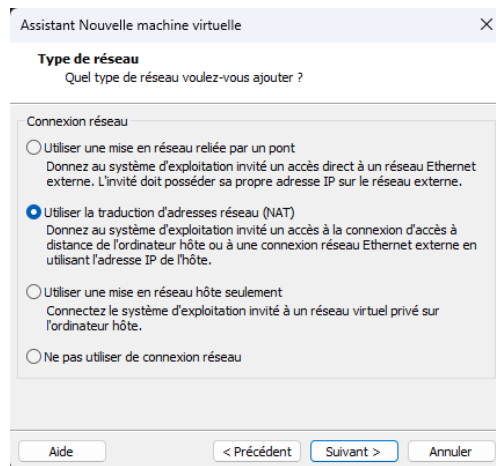 Assistant Nouvelle machine virtuelle
Type de réseau
Quel type de réseau voulez-vous ajouter ?
Connexion réseau
Utiliser une mise en réseau reliée par un pont
Donnez au système d'exploitation invité un accès direct à un réseau Ethernet
externe. L'invité doit posséder sa propre adresse IP sur le réseau externe.
Utiliser la traduction d'adresses réseau (NAT)
Donnez au système d'exploitation invité un accès à la connexion d'accès à
distance de l'ordinateur hôte ou à une connexion réseau Ethernet externe en
utilisant l'adresse IP de l'hôte.
Utiliser une mise en réseau hôte seulement
Connectez le système d'exploitation invité à un réseau virtuel privé sur
l'ordinateur hôte.
Ne pas utiliser de connexion réseau
Aide < Précédent Suivant > Annuler